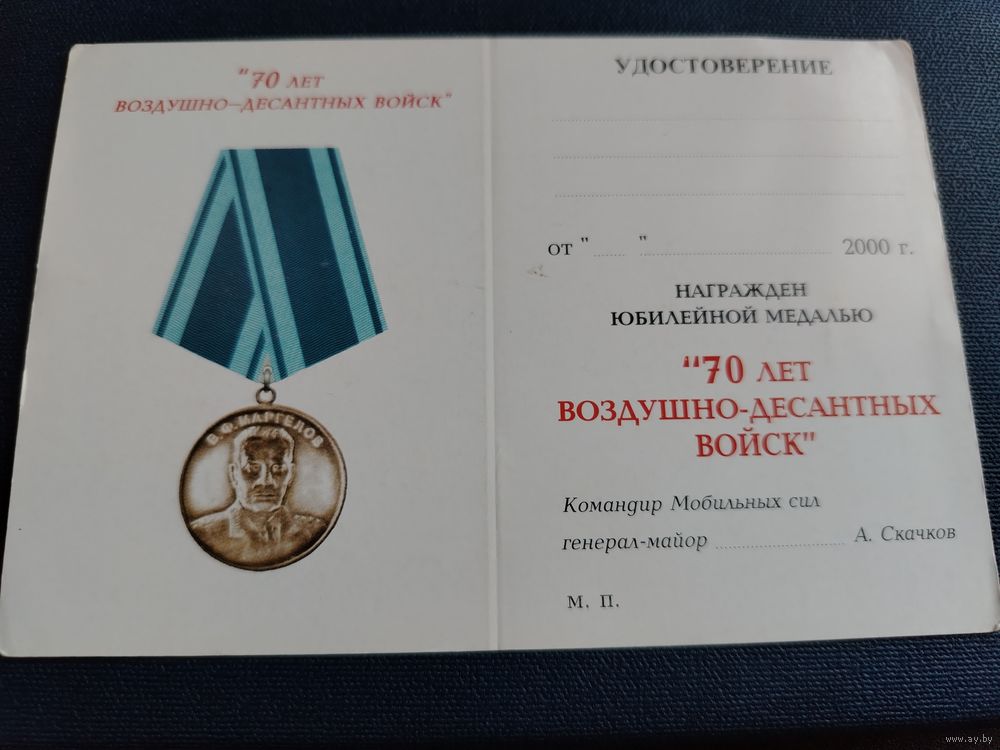 "70 ЛЕТ
ВОЗДУШНО–ДЕСАНТНЫХ ВОЙСК"
В.Ф.МАРГЕЛОВ
УДОСТОВЕРЕНИЕ
от "...... "................................ 2000 г.
НАГРАЖДЕН
ЮБИЛЕЙНОЙ МЕДАЛЬЮ
"70 ЛЕТ
ВОЗДУШНО-ДЕСАНТНЫХ
ВОЙСК"
Командир Мобильных сил
генерал-майор ...................... А. Скачков
М. П.
www.ay.by